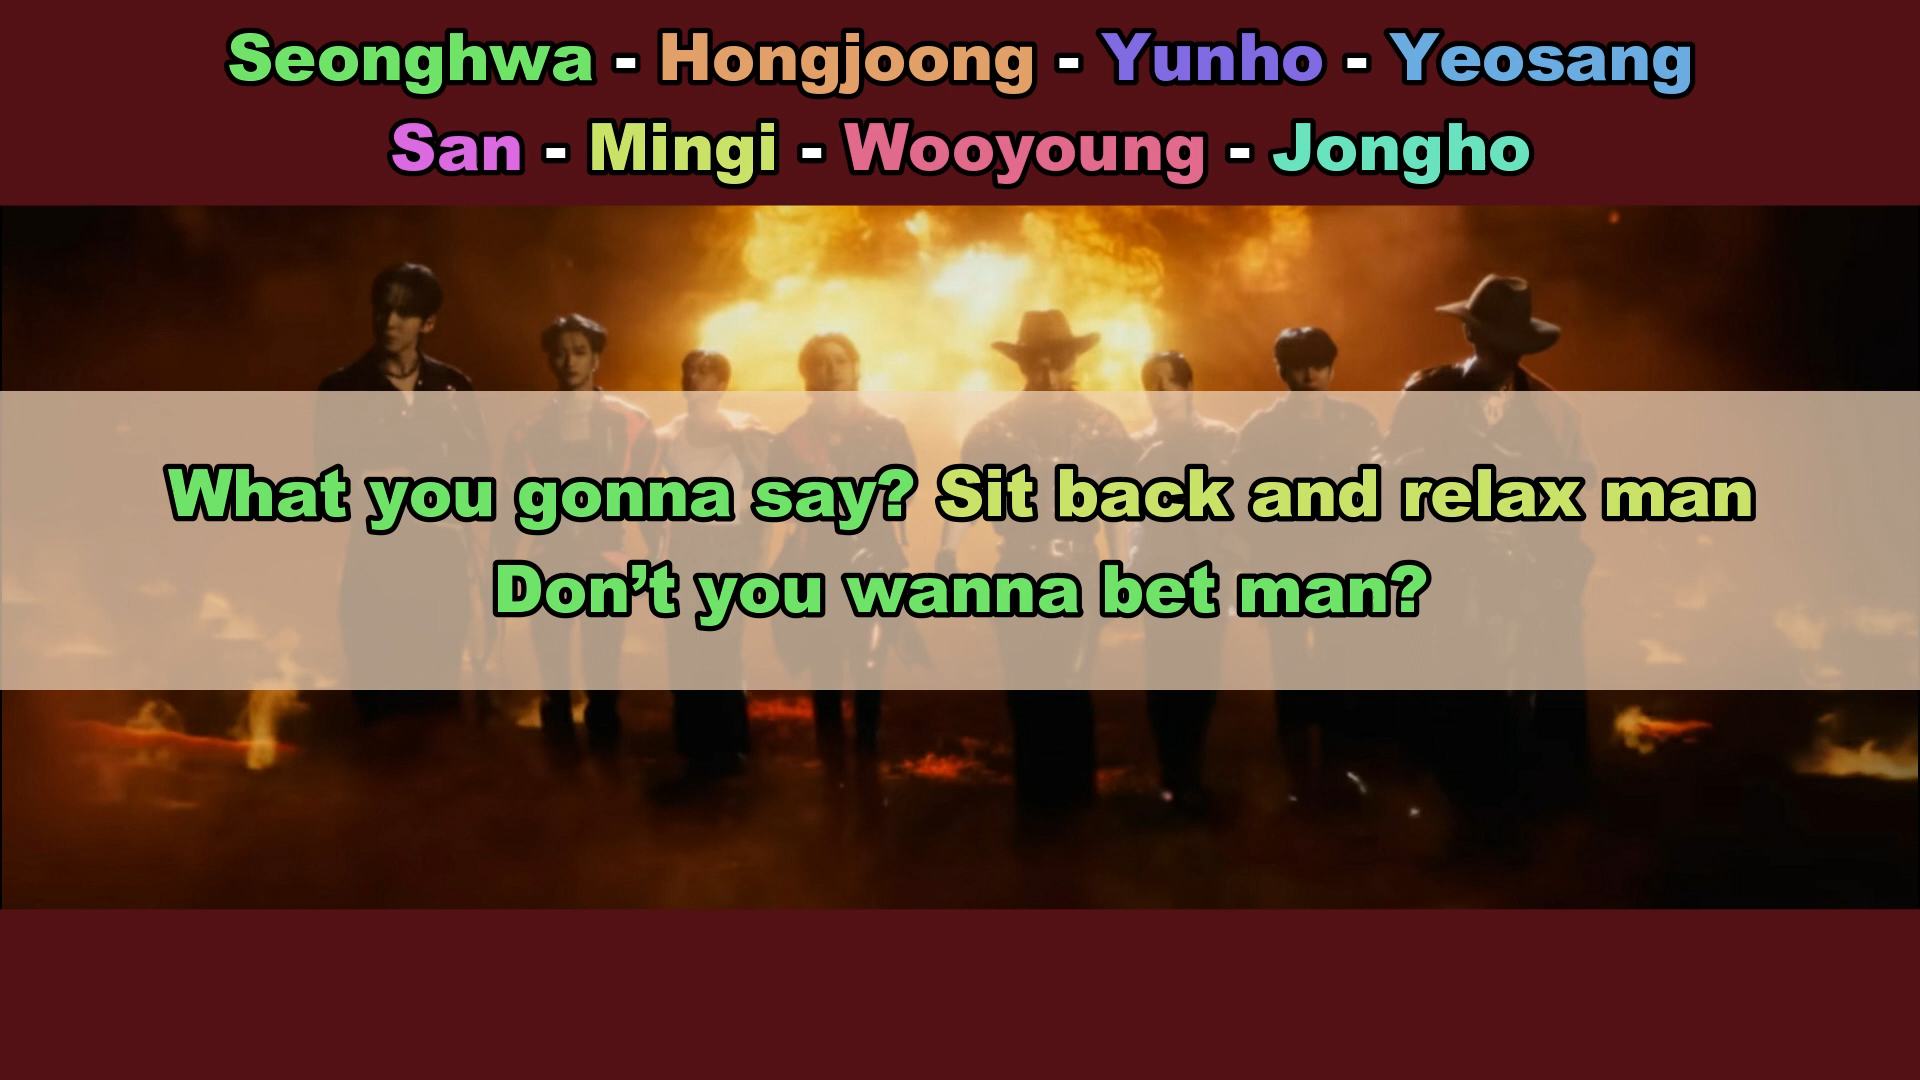 Seonghwa - Hongjoong - Yunho - Yeosang
San - Mingi - Wooyoung - Jongho
What you gonna say? Sit back and relax man
Don’t you wanna bet man?